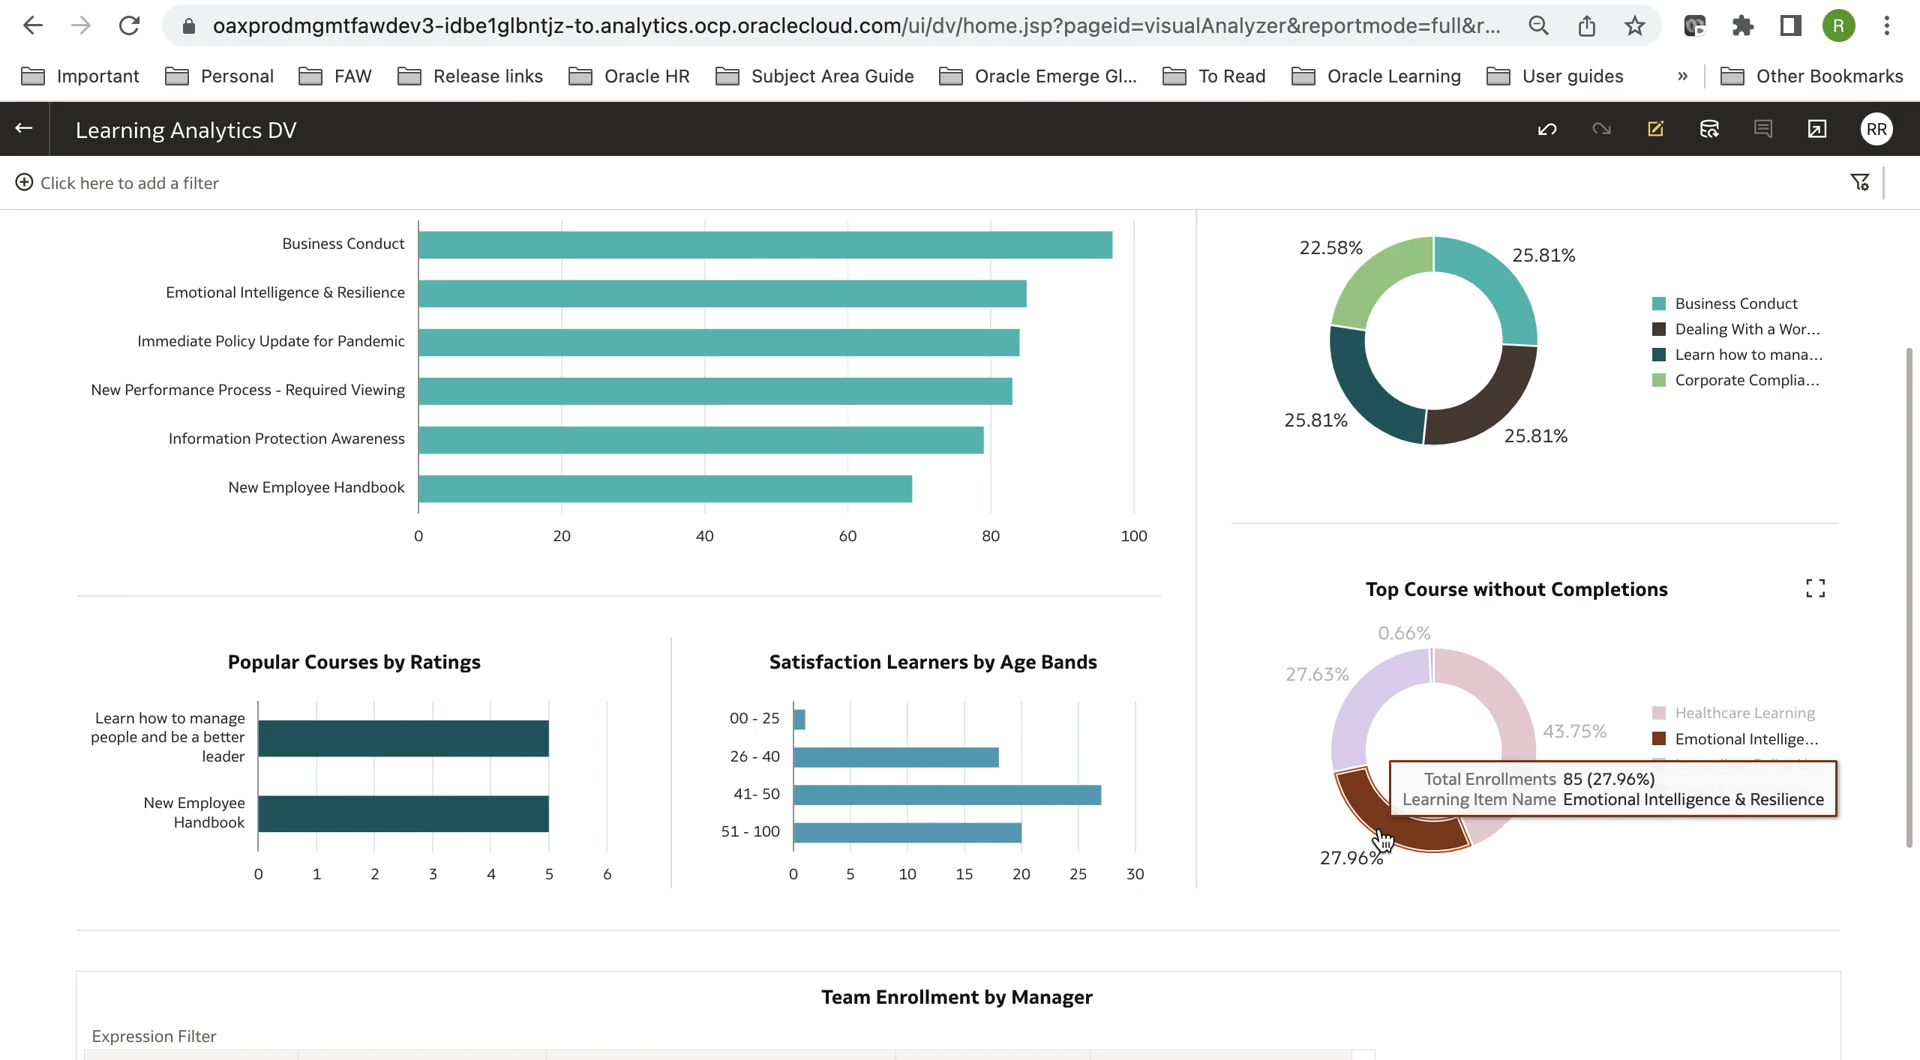 oaxprodmgmtfawdev3-idbe1glbntjz-to.analytics.ocp.oraclecloud.com/ui/dv/home.jsp?pageid=visualAnalyzer&reportmode=full&r...
R
Important
Personal
FAW
Release links
Oracle HR
Subject Area Guide
Oracle Emerge Gl...
To Read
Oracle Learning
User guides
»
Other Bookmarks
Learning Analytics DV
RR
Click here to add a filter
Business Conduct
Emotional Intelligence & Resilience
Immediate Policy Update for Pandemic
New Performance Process - Required Viewing
Information Protection Awareness
New Employee Handbook
0 20 40 60 80 100
22.58%
25.81%
25.81%
25.81%
Business Conduct
Dealing With a Wor...
Learn how to mana...
Corporate Complia...
Popular Courses by Ratings
Learn how to manage
people and be a better
leader
New Employee
Handbook
0 1 2 3 4 5 6
Satisfaction Learners by Age Bands
00 - 25
26 - 40
41- 50
51 - 100
0 5 10 15 20 25 30
Top Course without Completions
0.66%
27.63%
43.75%
27.96%
Healthcare Learning
Emotional Intellige...
Total Enrollments 85 (27.96%)
Learning Item Name Emotional Intelligence & Resilience
Team Enrollment by Manager
Expression Filter